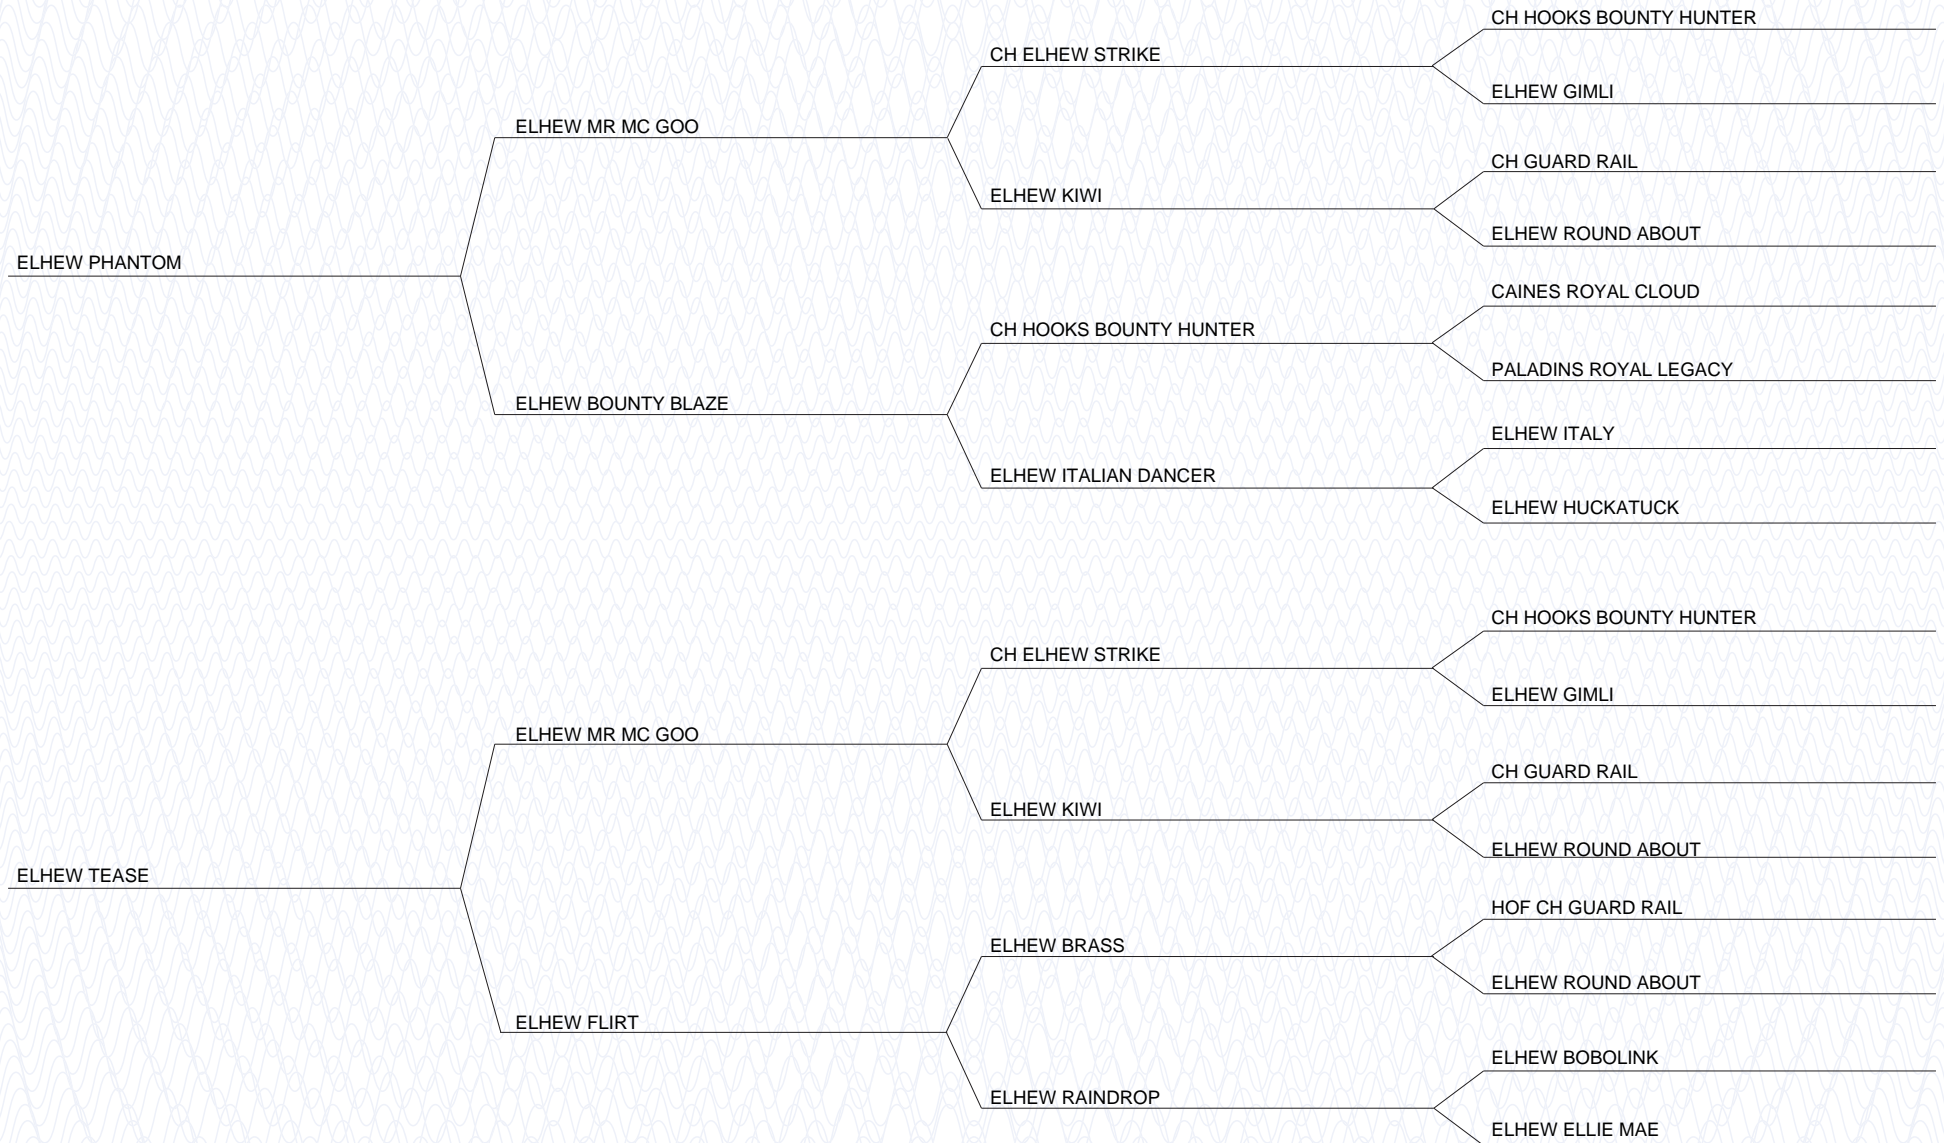 CH HOOKS BOUNTY HUNTER
CH ELHEW STRIKE
ELHEW GIMLI
ELHEW MR MC GOO
CH GUARD RAIL
ELHEW KIWI
ELHEW ROUND ABOUT
ELHEW PHANTOM
CAINES ROYAL CLOUD
CH HOOKS BOUNTY HUNTER
PALADINS ROYAL LEGACY
ELHEW BOUNTY BLAZE
ELHEW ITALY
ELHEW ITALIAN DANCER
ELHEW HUCKATUCK
CH HOOKS BOUNTY HUNTER
CH ELHEW STRIKE
ELHEW GIMLI
ELHEW MR MC GOO
CH GUARD RAIL
ELHEW KIWI
ELHEW ROUND ABOUT
ELHEW TEASE
HOF CH GUARD RAIL
ELHEW BRASS
ELHEW ROUND ABOUT
ELHEW FLIRT
ELHEW BOBOLINK
ELHEW RAINDROP
ELHEW ELLIE MAE